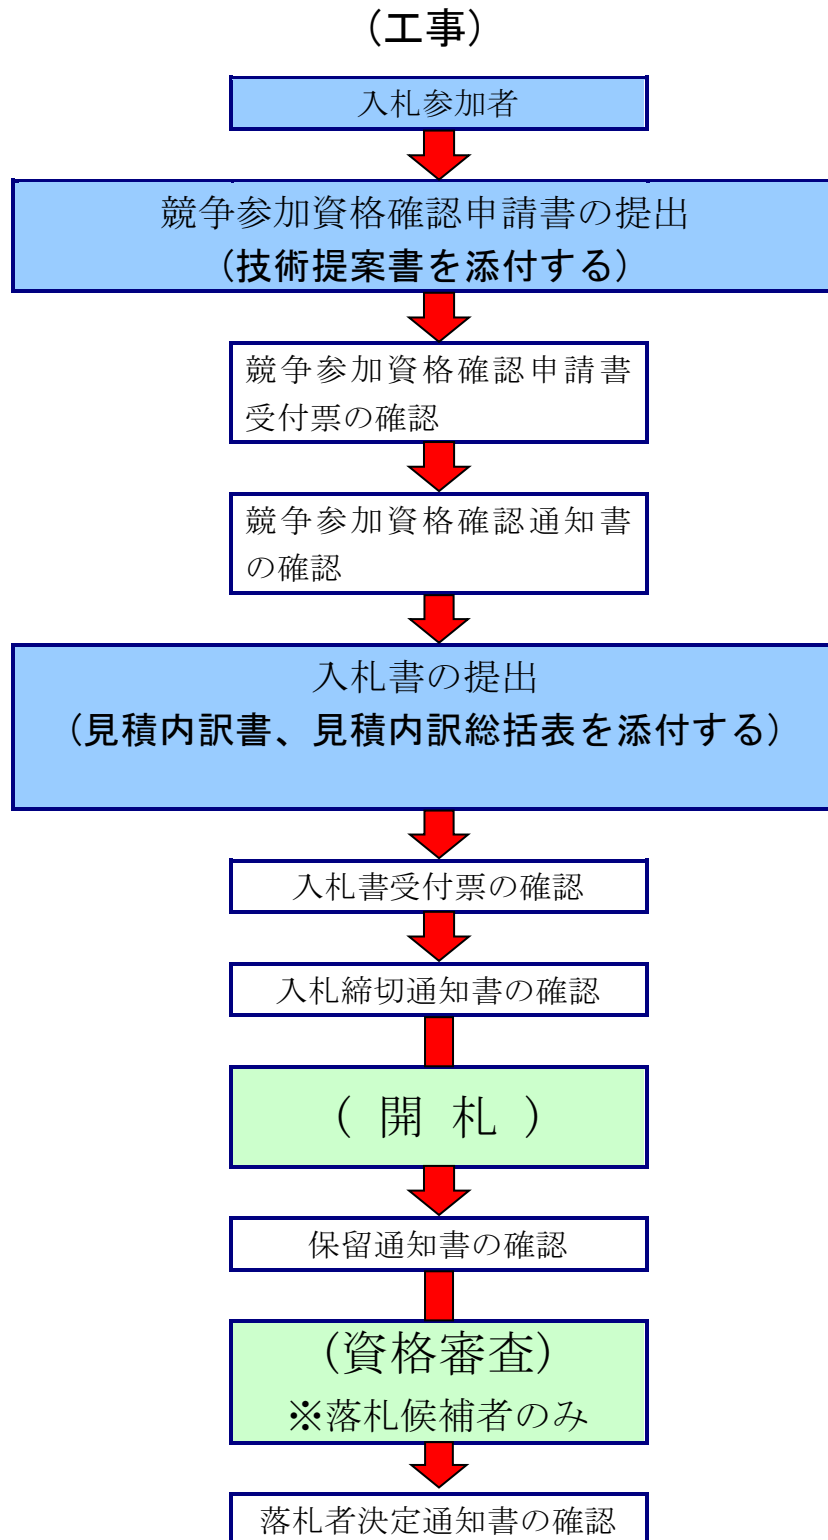 （工事）
入札参加者
競争参加資格確認申請書の提出
（技術提案書を添付する）
競争参加資格確認申請書
受付票の確認
競争参加資格確認通知書
の確認
入札書の提出
（見積内訳書、見積内訳総括表を添付する）
入札書受付票の確認
入札締切通知書の確認
（ 開 札 ）
保留通知書の確認
（資格審査）
※落札候補者のみ
落札者決定通知書の確認